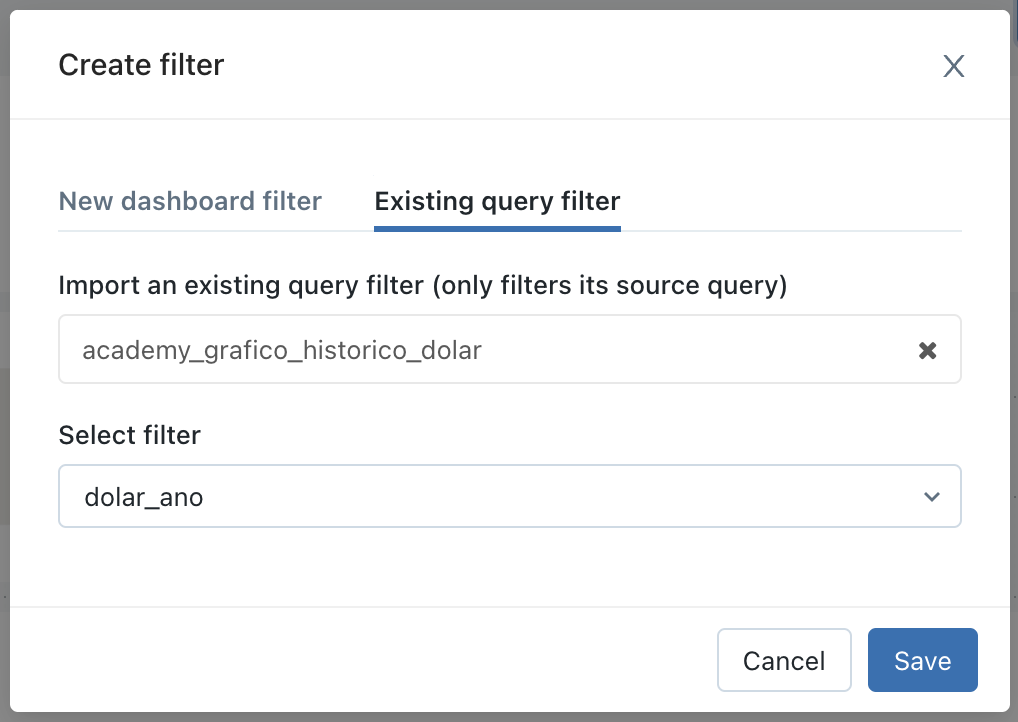 Create filter
New dashboard filter Existing query filter
Import an existing query filter (only filters its source query)
academy_grafico_historico_dolar
Select filter
dolar_ano
Cancel Save